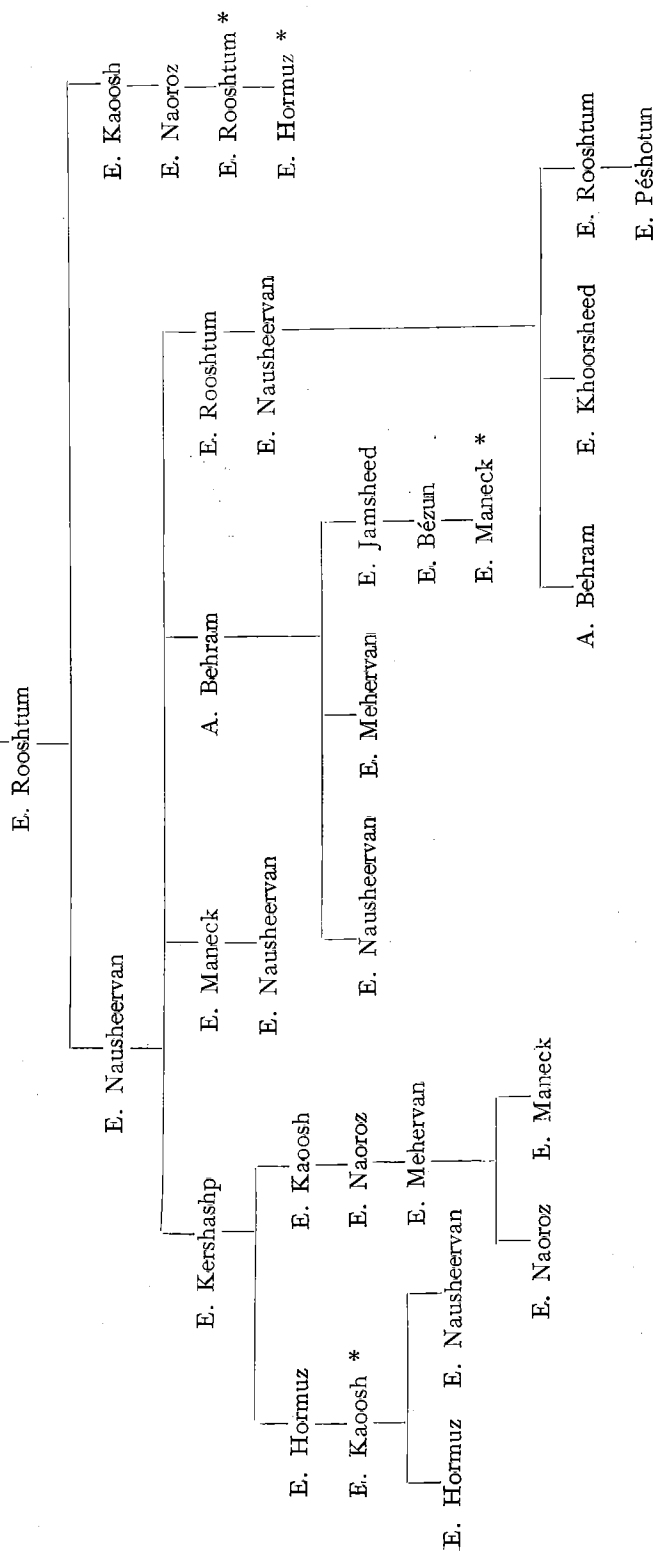 E. Rooshtum
E. Nausheervan
E. Kaoosh
E. Naoroz
E. Rooshtum *
E. Hormuz *
E. Kershashp
E. Maneck
E. Nausheervan
A. Behram
E. Rooshtum
E. Nausheervan
E. Hormuz
E. Kaoosh *
E. Hormuz
E. Nausheervan
E. Kaoosh
E. Naoroz
E. Mehervan
E. Naoroz
E. Maneck
E. Nausheervan
E. Mehervan
E. Jamsheed
E. Bézun
E. Maneck *
A. Behram
E. Khoorsheed
E. Rooshtum
E. Péshotun